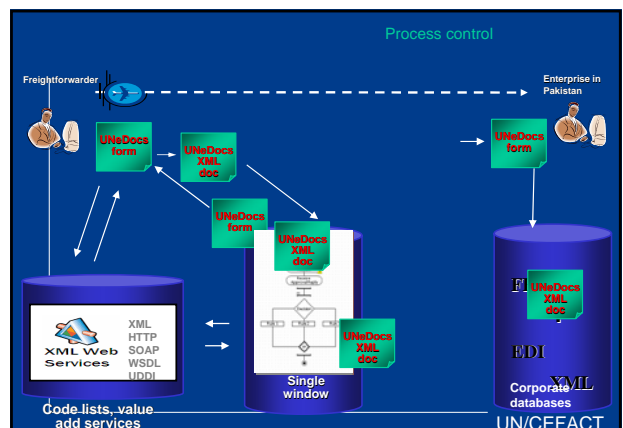 Process control
Freightforwarder
Enterprise in
Pakistan
UNeDocs
form
UNeDocs
XML
doc
UNeDocs
form
UNeDocs
form
UNeDocs
XML
doc
UNeDocs
XML
doc
UNeDocs
XML
doc
XML Web
Services
XML
HTTP
SOAP
WSDL
UDDI
EDI
XML
Single
window
Corporate
databases
Code lists, value
add services
UN/CEFACT